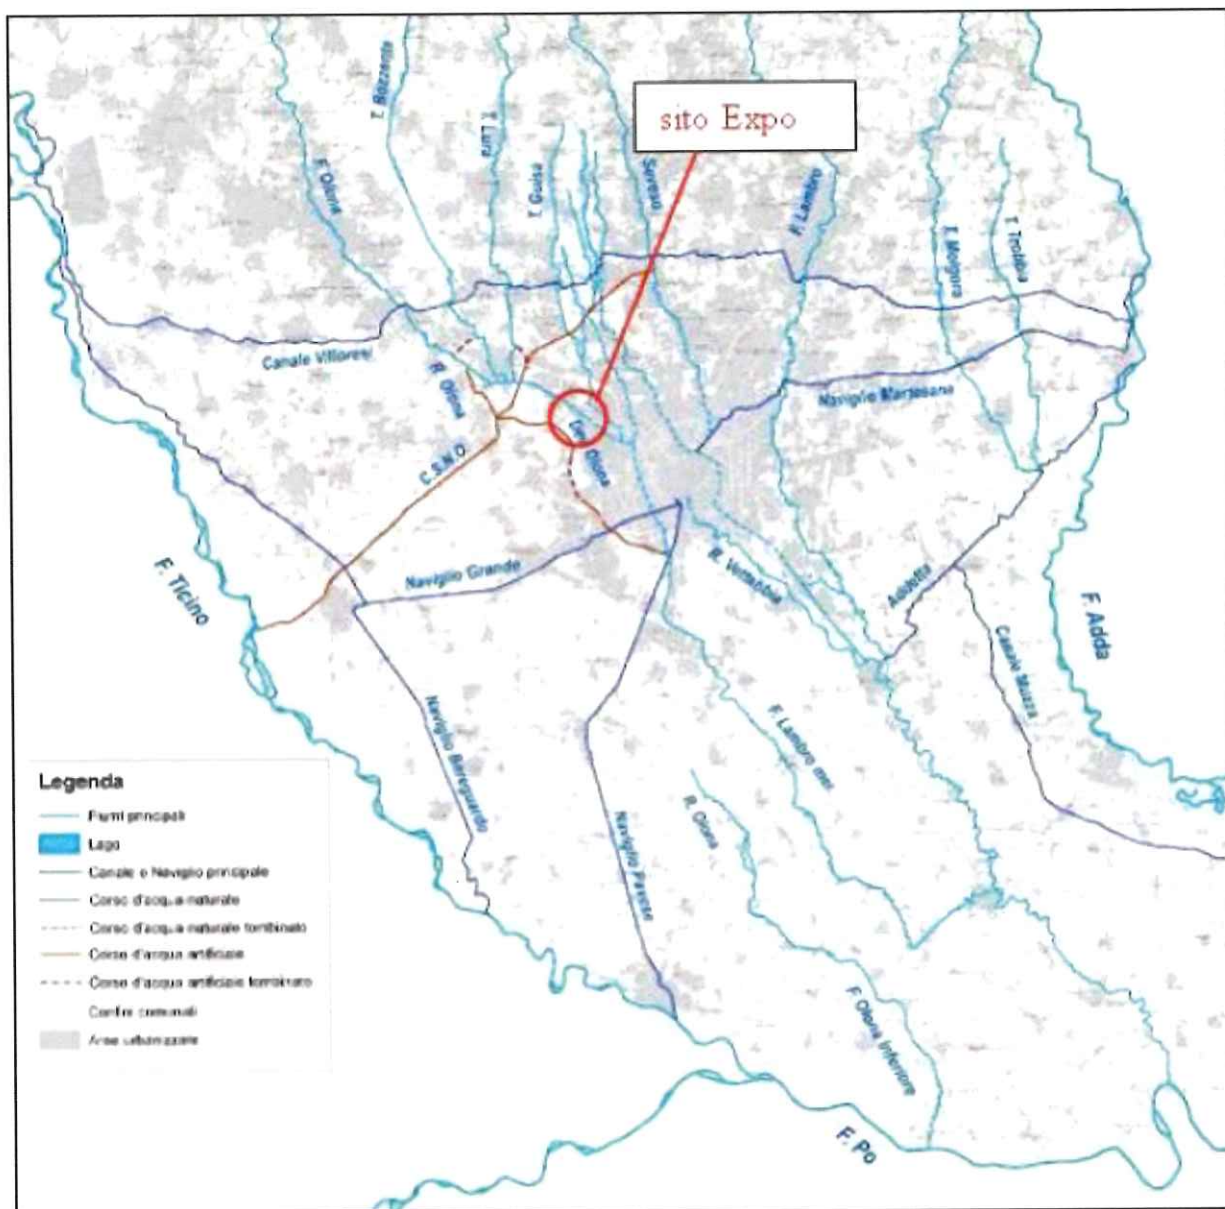 T. Bozzente
T. Lura
sito Expo
F. Olona
T. Guisa
Seveso
F. Lambro
T. Molgora
T. Trobbia
Canale Villoresi
R. Olona
Naviglio Martesana
Olona
C.S.N.O.
F. Ticino
Naviglio Grande
R. Vettabbia
Addetta
F. Adda
Canale Muzza
Naviglio Bereguardo
F. Lambro mer.
R. Olona
Naviglio Pavese
F. Olona Inferiore
F. Po
Legenda
Fiumi principali
Lago
Canale o Naviglio principale
Corso d'acqua naturale
Corso d'acqua naturale tombinato
Corso d'acqua artificiale
Corso d'acqua artificiale tombinato
Confini comunali
Aree urbanizzate